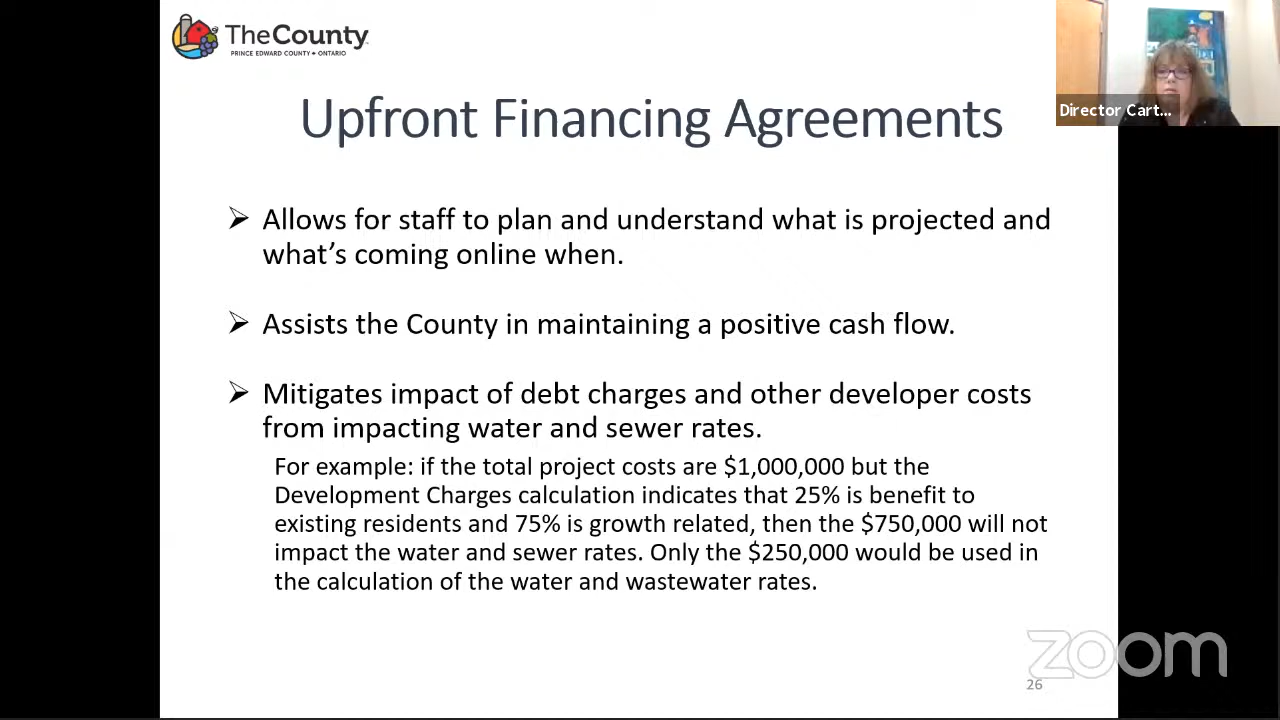 TheCounty
PRINCE EDWARD COUNTY • ONTARIO
Director Cart...
Upfront Financing Agreements
Allows for staff to plan and understand what is projected and
what's coming online when.
Assists the County in maintaining a positive cash flow.
Mitigates impact of debt charges and other developer costs
from impacting water and sewer rates.
For example: if the total project costs are $1,000,000 but the
Development Charges calculation indicates that 25% is benefit to
existing residents and 75% is growth related, then the $750,000 will not
impact the water and sewer rates. Only the $250,000 would be used in
the calculation of the water and wastewater rates.
zoom
26